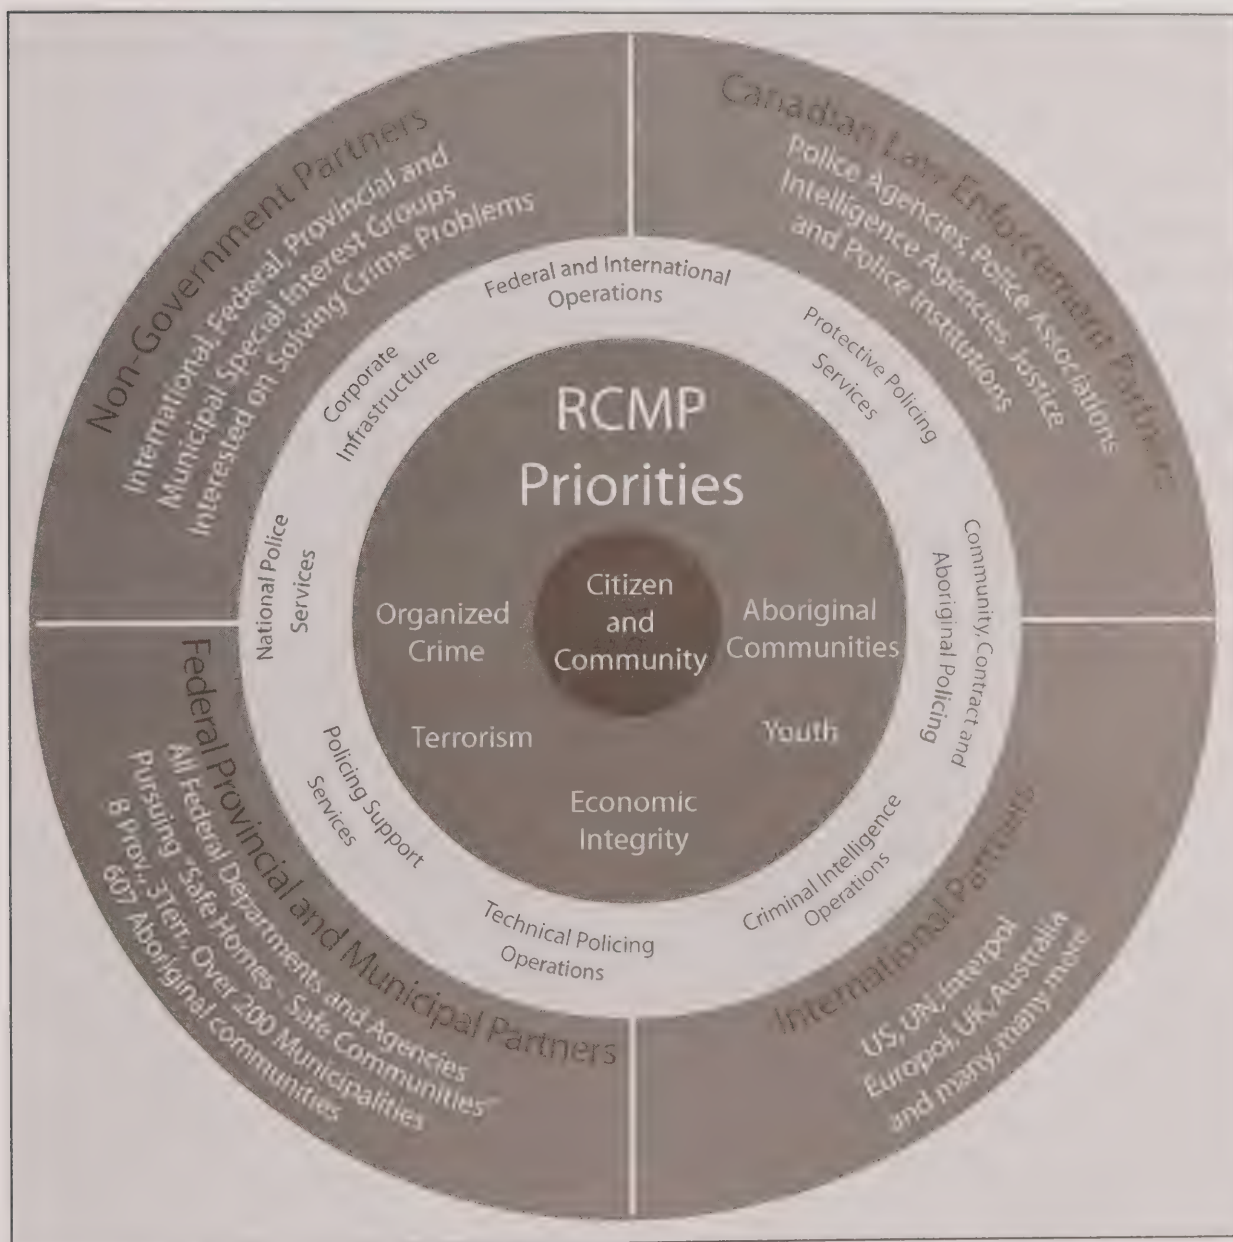 Non-Government Partners
International, Federal, Provincial and
Municipal Special Interest Groups
Interested on Solving Crime Problems
Canadian Law Enforcement Partners
Police Agencies, Police Associations
Intelligence Agencies, Justice
and Police Institutions
Federal and International
Operations
Protective Policing
Services
Community, Contract and
Aboriginal Policing
Criminal Intelligence
Operations
Technical Policing
Operations
Policing Support
Services
National Police
Services
Corporate
Infrastructure
RCMP
Priorities
Citizen
and
Community
Organized
Crime
Aboriginal
Communities
Terrorism
Youth
Economic
Integrity
Federal Provincial and Municipal Partners
All Federal Departments and Agencies
Pursuing "Safe Homes - Safe Communities"
8 Prov., 3 Terr., Over 200 Municipalities
607 Aboriginal communities
International Partners
US, UN, Interpol
Europol, UK, Australia
and many, many more